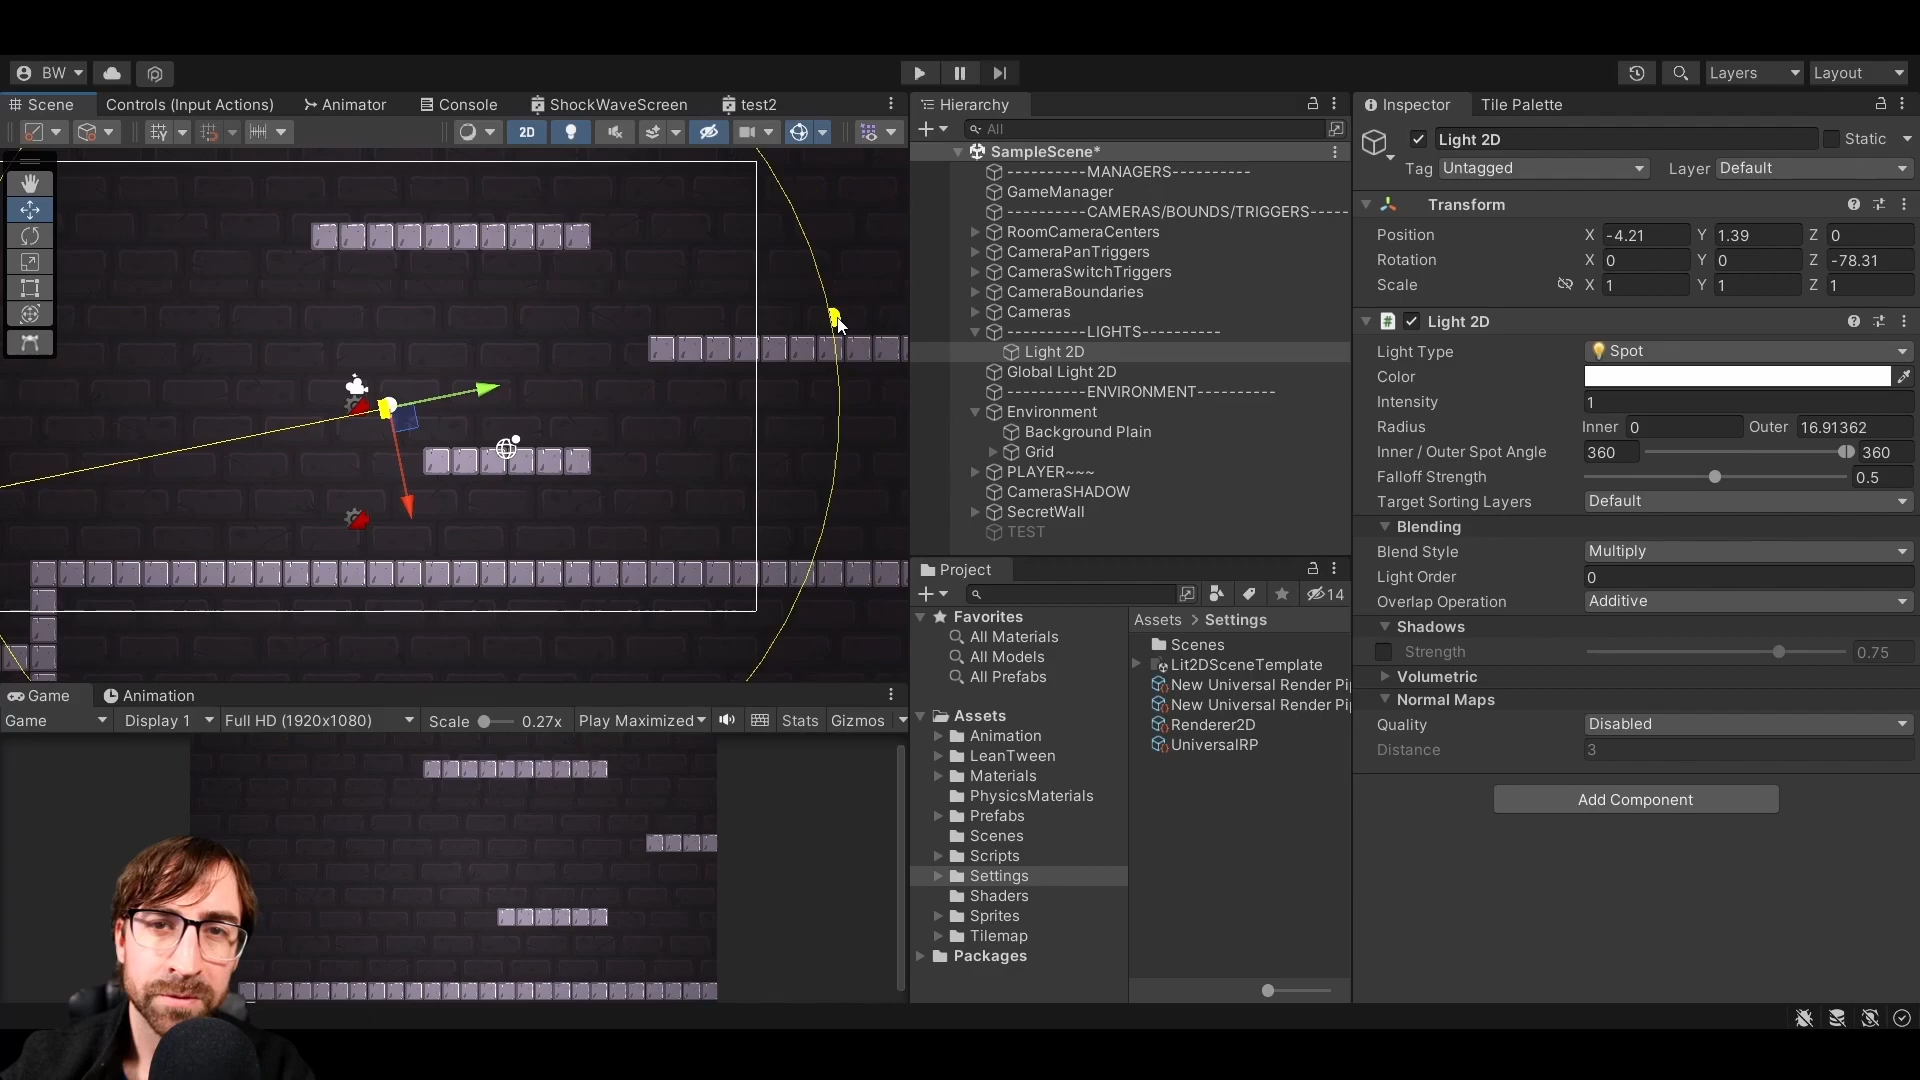 BW
Layers
Layout
Scene
Controls (Input Actions)
Animator
Console
ShockWaveScreen
test2
2D
Hierarchy
All
SampleScene*
----------MANAGERS----------
GameManager
----------CAMERAS/BOUNDS/TRIGGERS-----
RoomCameraCenters
CameraPanTriggers
CameraSwitchTriggers
CameraBoundaries
Cameras
----------LIGHTS----------
Light 2D
Global Light 2D
----------ENVIRONMENT----------
Environment
Background Plain
Grid
PLAYER~~~
CameraSHADOW
SecretWall
TEST
Inspector
Tile Palette
Light 2D
Static
Tag Untagged
Layer Default
Transform
Position X -4.21 Y 1.39 Z 0
Rotation X 0 Y 0 Z -78.31
Scale X 1 Y 1 Z 1
Light 2D
Light Type Spot
Color
Intensity 1
Radius Inner 0 Outer 16.91362
Inner / Outer Spot Angle 360 360
Falloff Strength 0.5
Target Sorting Layers Default
Blending
Blend Style Multiply
Light Order 0
Overlap Operation Additive
Shadows
Strength 0.75
Volumetric
Normal Maps
Quality Disabled
Distance 3
Add Component
Project
14
Favorites
All Materials
All Models
All Prefabs
Assets
Animation
LeanTween
Materials
PhysicsMaterials
Prefabs
Scenes
Scripts
Settings
Shaders
Sprites
Tilemap
Packages
Assets > Settings
Scenes
Lit2DSceneTemplate
New Universal Render Pi
New Universal Render Pi
Renderer2D
UniversalRP
Game
Animation
Game
Display 1
Full HD (1920x1080)
Scale 0.27x
Play Maximized
Stats
Gizmos